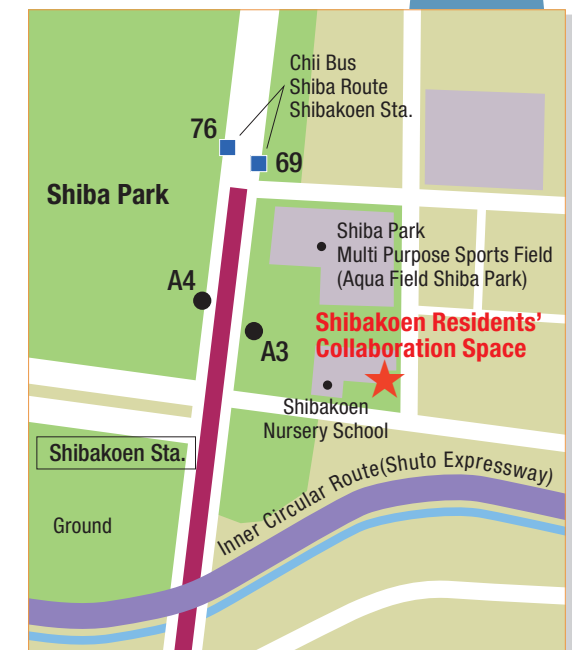 Chii Bus
Shiba Route
Shibakoen Sta.
76
69
Shiba Park
Shiba Park
Multi Purpose Sports Field
(Aqua Field Shiba Park)
A4
A3
Shibakoen Residents’
Collaboration Space
Shibakoen
Nursery School
Shibakoen Sta.
Inner Circular Route(Shuto Expressway)
Ground